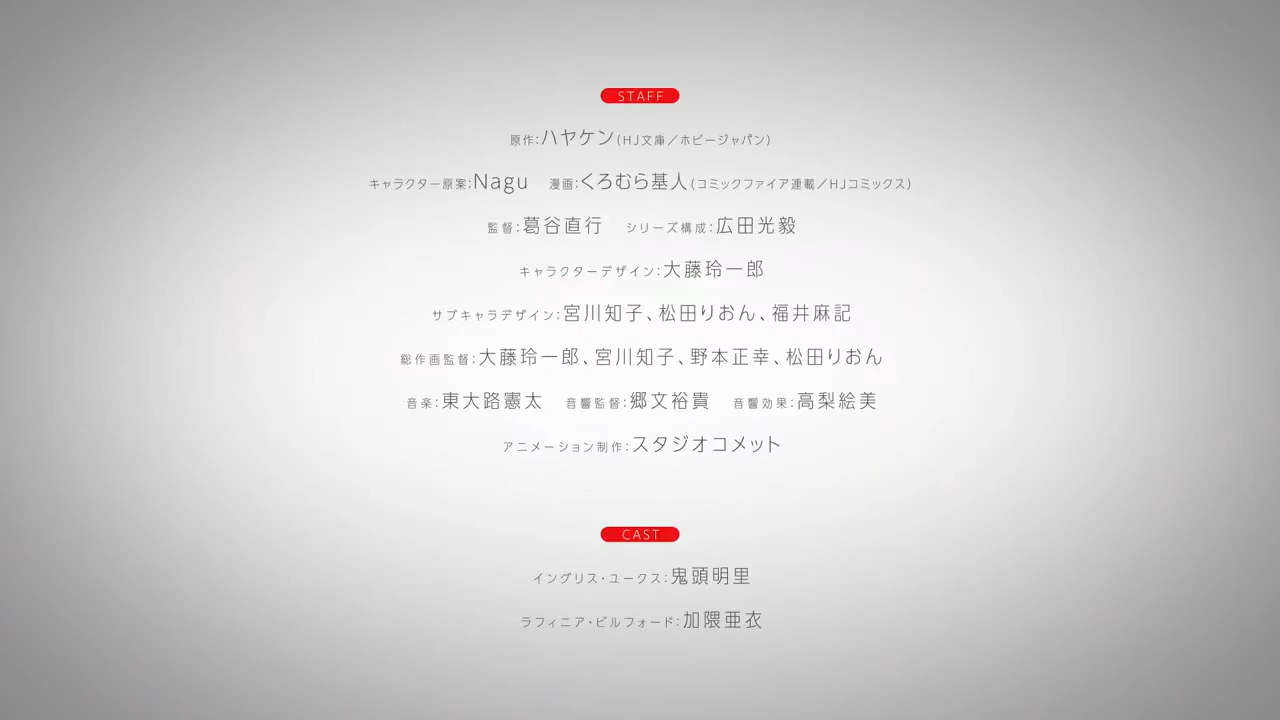 STAFF
原作：ハヤケン（HJ文庫／ホビージャパン）
キャラクター原案：Nagu　漫画：くろむら基人（コミックファイア連載／HJコミックス）
監督：葛谷直行　シリーズ構成：広田光毅
キャラクターデザイン：大藤玲一郎
サブキャラデザイン：宮川知子、松田りおん、福井麻記
総作画監督：大藤玲一郎、宮川知子、野本正幸、松田りおん
音楽：東大路憲太　音響監督：郷文裕貴　音響効果：高梨絵美
アニメーション制作：スタジオコメット
CAST
イングリス・ユークス：鬼頭明里
ラフィニア・ビルフォード：加隈亜衣